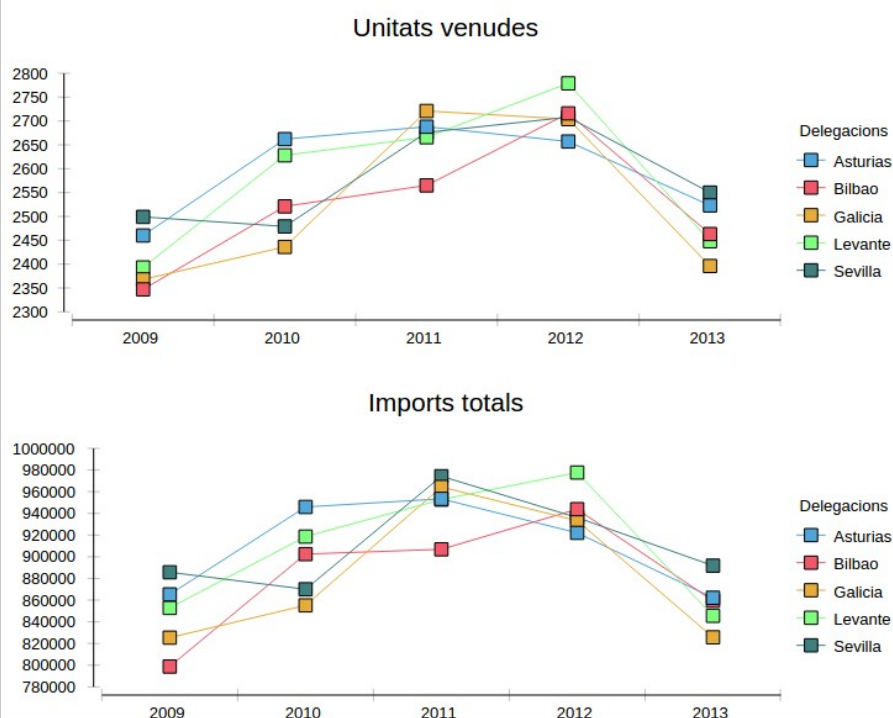 Unitats venudes
2800
2750
2700
2650
2600
2550
2500
2450
2400
2350
2300
2009 2010 2011 2012 2013
Delegacions
Asturias
Bilbao
Galicia
Levante
Sevilla
Imports totals
1000000
980000
960000
940000
920000
900000
880000
860000
840000
820000
800000
780000
2009 2010 2011 2012 2013
Delegacions
Asturias
Bilbao
Galicia
Levante
Sevilla